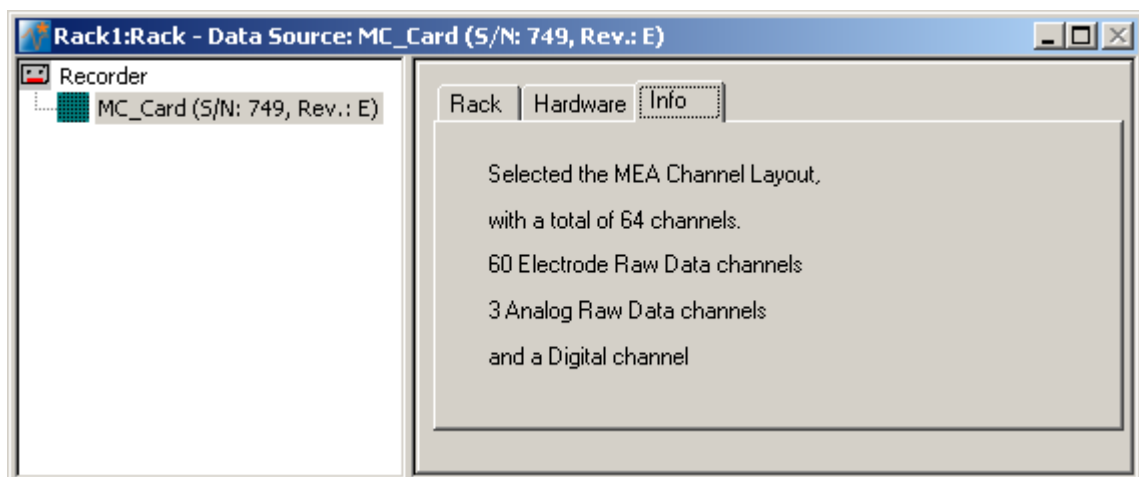 Rack1:Rack - Data Source: MC_Card (S/N: 749, Rev.: E)
Recorder
MC_Card (S/N: 749, Rev.: E)
Rack Hardware Info
Selected the MEA Channel Layout,
with a total of 64 channels.
60 Electrode Raw Data channels
3 Analog Raw Data channels
and a Digital channel